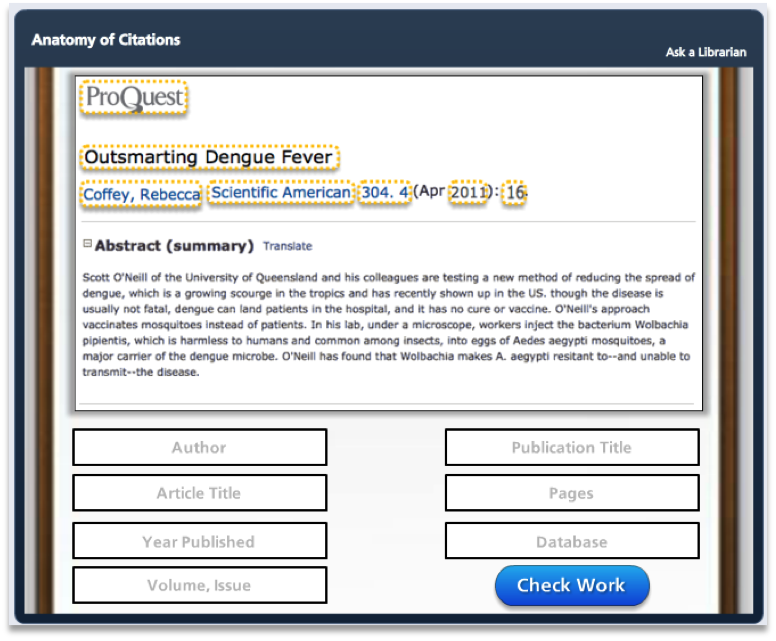 Anatomy of Citations
Ask a Librarian
ProQuest
Outsmarting Dengue Fever
Coffey, Rebecca Scientific American 304. 4 (Apr 2011): 16.
Abstract (summary) Translate
Scott O'Neill of the University of Queensland and his colleagues are testing a new method of reducing the spread of
dengue, which is a growing scourge in the tropics and has recently shown up in the US. though the disease is
usually not fatal, dengue can land patients in the hospital, and it has no cure or vaccine. O'Neill's approach
vaccinates mosquitoes instead of patients. In his lab, under a microscope, workers inject the bacterium Wolbachia
pipientis, which is harmless to humans and common among insects, into eggs of Aedes aegypti mosquitoes, a
major carrier of the dengue microbe. O'Neill has found that Wolbachia makes A. aegypti resitant to--and unable to
transmit--the disease.
Author
Publication Title
Article Title
Pages
Year Published
Database
Volume, Issue
Check Work